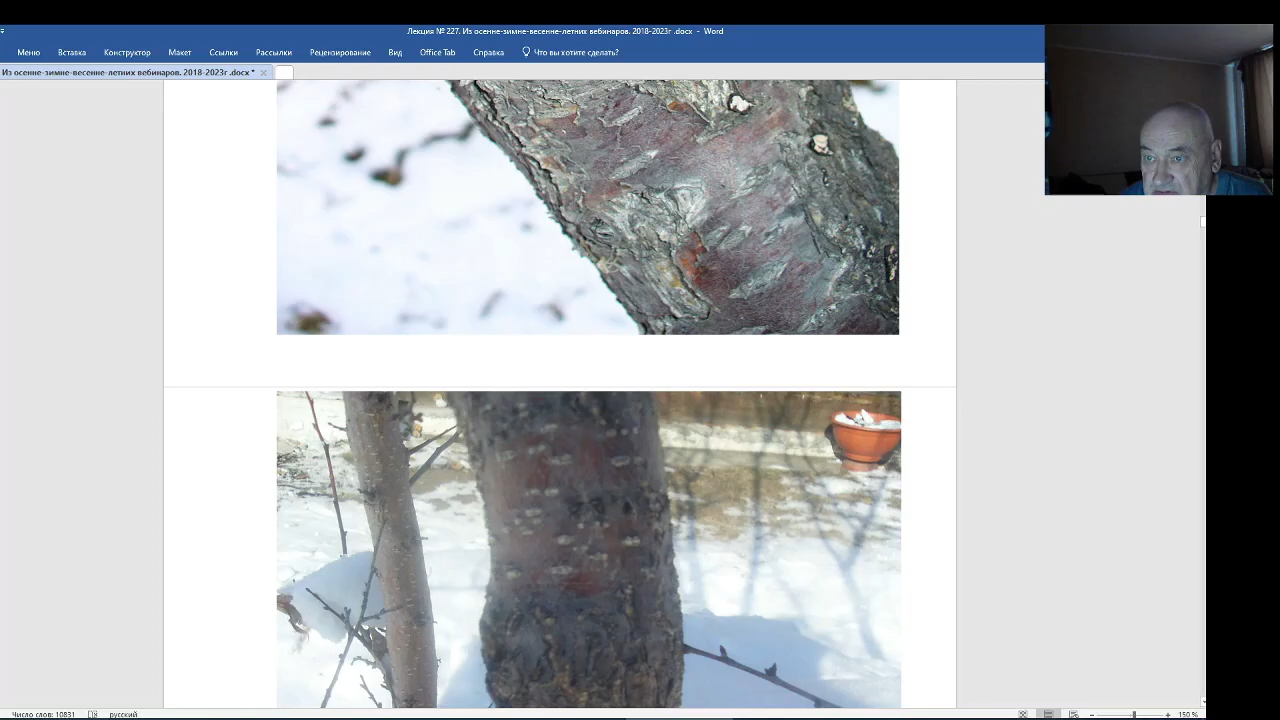 Лекция № 227. Из осенне-зимне-весенне-летних вебинаров. 2018-2023г .docx - Word
Меню Вставка Конструктор Макет Ссылки Рассылки Рецензирование Вид Office Tab Справка Что вы хотите сделать?
Из осенне-зимне-весенне-летних вебинаров. 2018-2023г .docx *
Число слов: 10831 русский 150 %